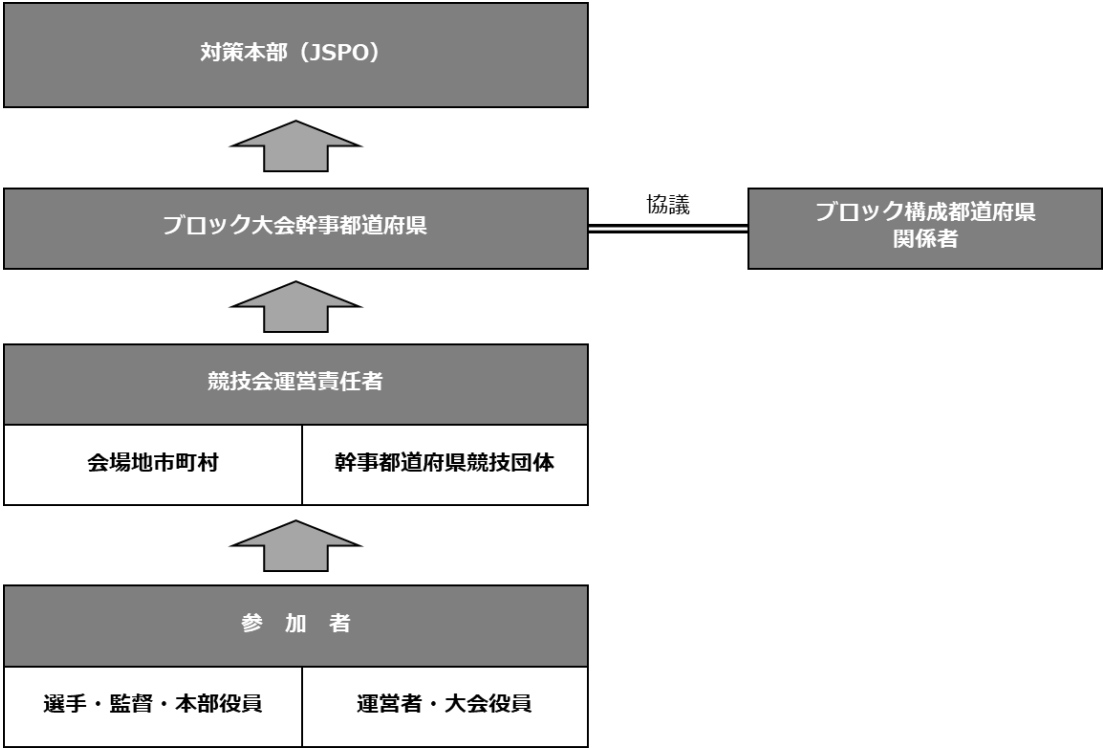 対策本部（JSPO）
ブロック大会幹事都道府県
協議
ブロック構成都道府県
関係者
競技会運営責任者
会場地市町村
幹事都道府県競技団体
参　加　者
選手・監督・本部役員
運営者・大会役員